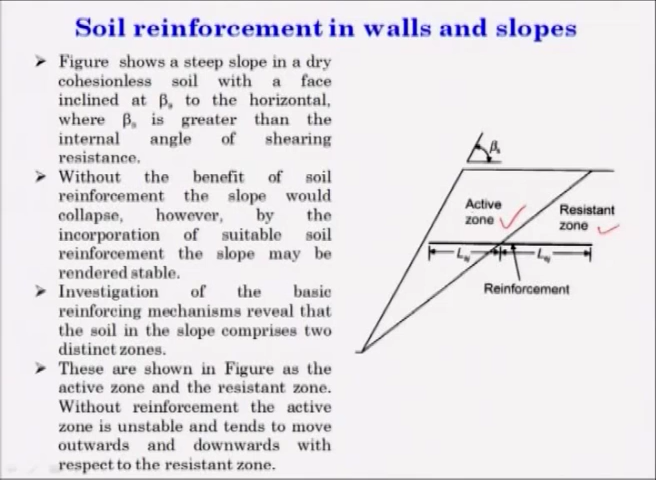 Soil reinforcement in walls and slopes
➤ Figure shows a steep slope in a dry
cohesionless soil with a face
inclined at βs to the horizontal,
where βs is greater than the
internal angle of shearing
resistance.
➤ Without the benefit of soil
reinforcement the slope would
collapse, however, by the
incorporation of suitable soil
reinforcement the slope may be
rendered stable.
➤ Investigation of the basic
reinforcing mechanisms reveal that
the soil in the slope comprises two
distinct zones.
➤ These are shown in Figure as the
active zone and the resistant zone.
Without reinforcement the active
zone is unstable and tends to move
outwards and downwards with
respect to the resistant zone.
βs
Active
zone
Resistant
zone
Reinforcement